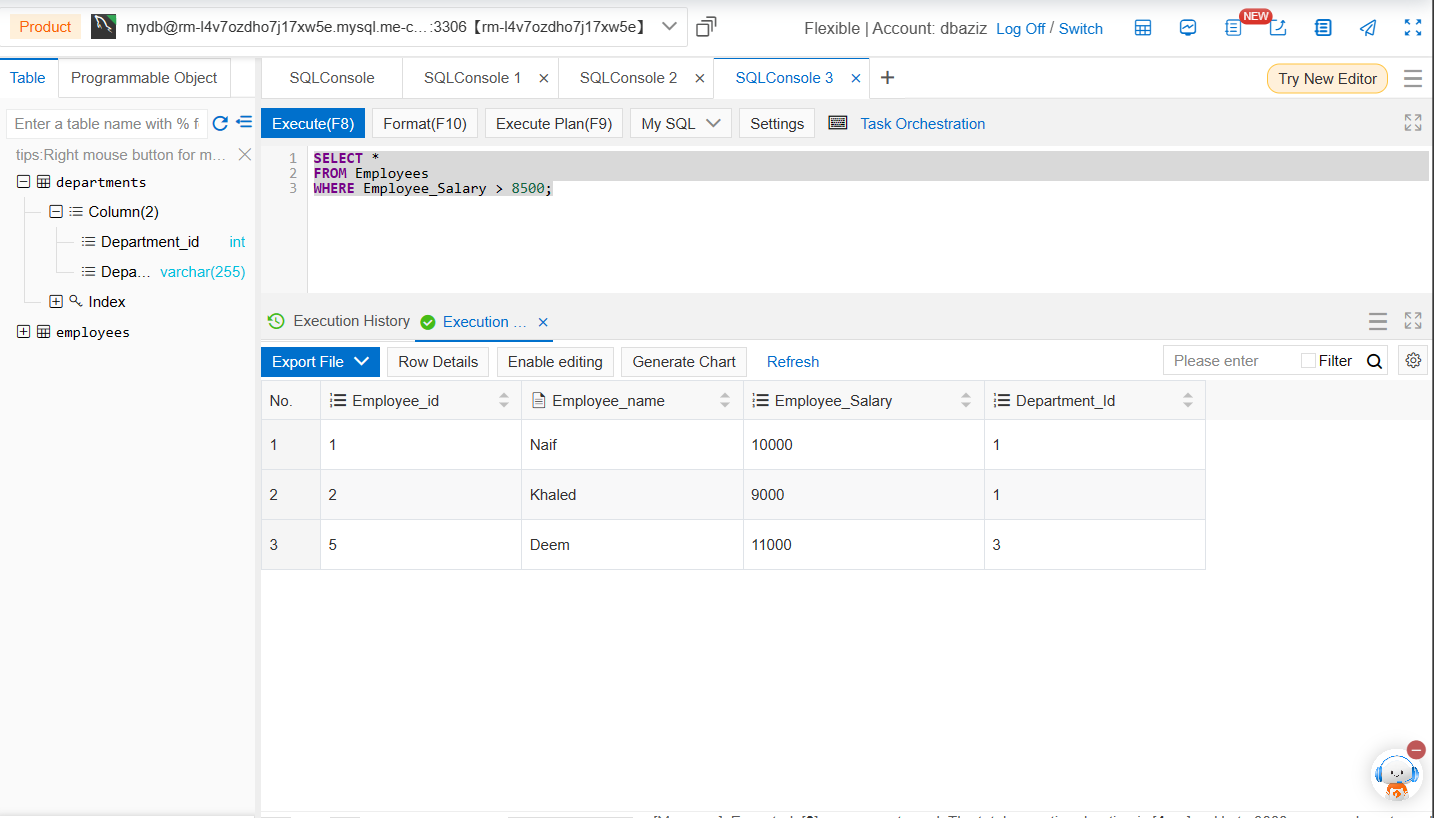 Product mydb@rm-l4v7ozdho7j17xw5e.mysql.me-c...:3306【rm-l4v7ozdho7j17xw5e】 Flexible | Account: dbaziz Log Off / Switch NEW
Table Programmable Object SQLConsole SQLConsole 1 SQLConsole 2 SQLConsole 3 Try New Editor
Enter a table name with % f Execute(F8) Format(F10) Execute Plan(F9) My SQL Settings Task Orchestration
tips:Right mouse button for m...
1 SELECT *
2 FROM Employees
3 WHERE Employee_Salary > 8500;
departments
Column(2)
Department_id int
Depa... varchar(255)
Index
employees
Execution History Execution ...
Export File Row Details Enable editing Generate Chart Refresh Please enter Filter
No. Employee_id Employee_name Employee_Salary Department_Id
1 1 Naif 10000 1
2 2 Khaled 9000 1
3 5 Deem 11000 3